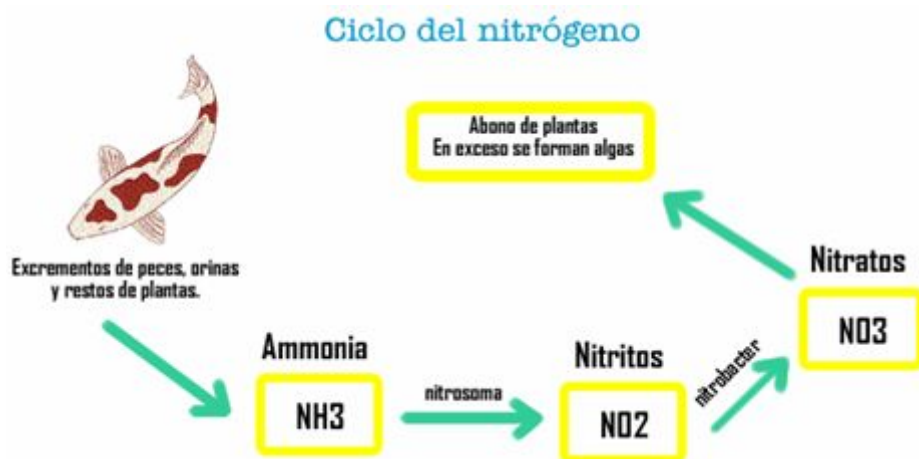 Ciclo del nitrógeno
Abono de plantas
En exceso se forman algas
Excrementos de peces, orinas
y restos de plantas.
Ammonia
NH3
nitrosoma
Nitritos
NO2
nitrobacter
Nitratos
NO3